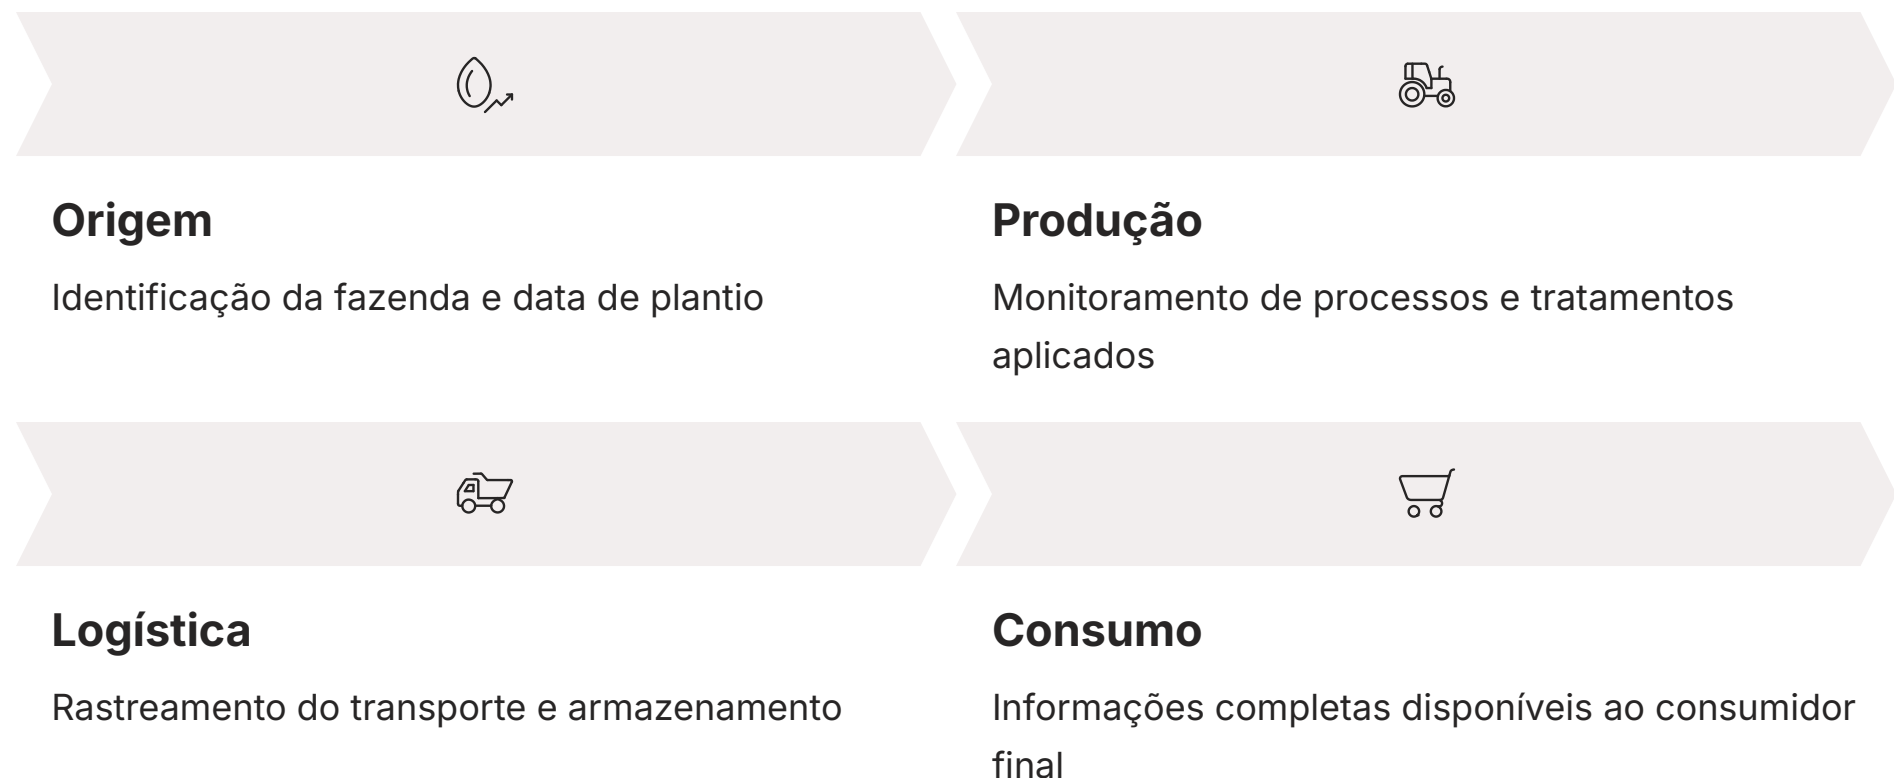 Origem
Identificação da fazenda e data de plantio
Produção
Monitoramento de processos e tratamentos
aplicados
Logística
Rastreamento do transporte e armazenamento
Consumo
Informações completas disponíveis ao consumidor
final